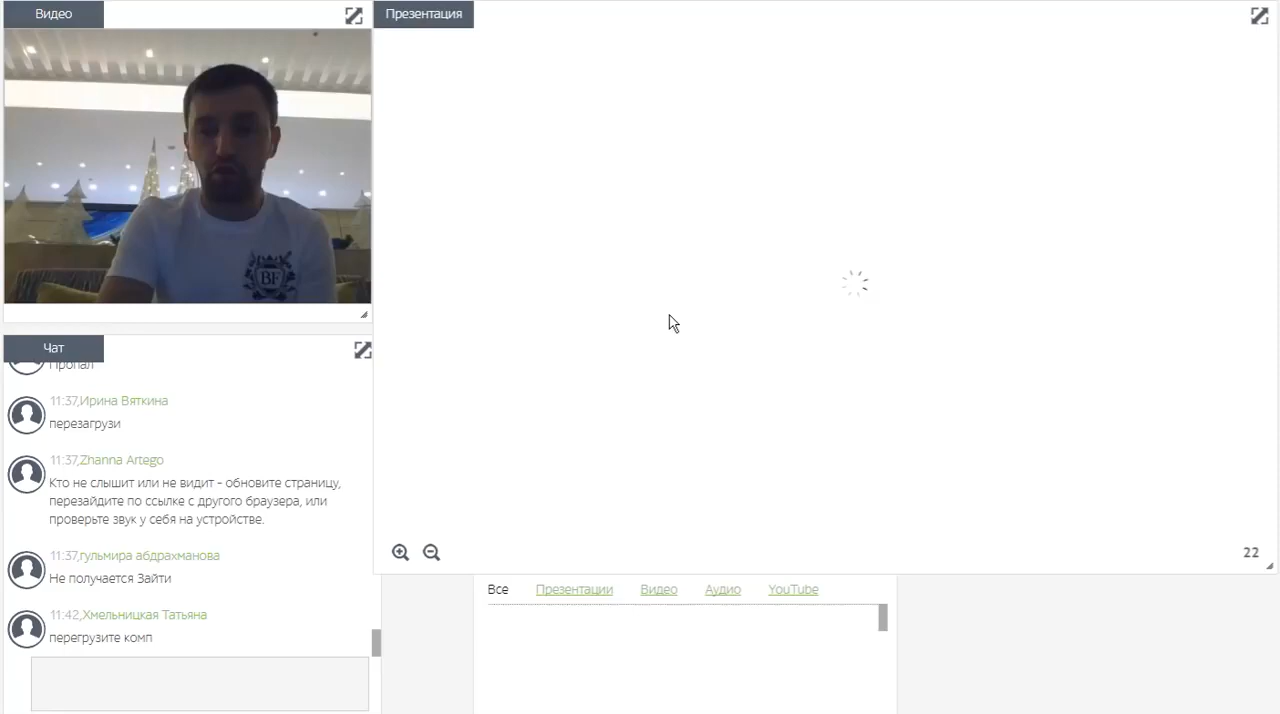 Видео
Презентация
BF
Чат
Пропал
11:37,Ирина Вяткина
перезагрузи
11:37,Zhanna Artego
Кто не слышит или не видит - обновите страницу,
перезайдите по ссылке с другого браузера, или
проверьте звук у себя на устройстве.
11:37,гульмира абдрахманова
Не получается Зайти
11:42,Хмельницкая Татьяна
перегрузите комп
22
Все Презентации Видео Аудио YouTube